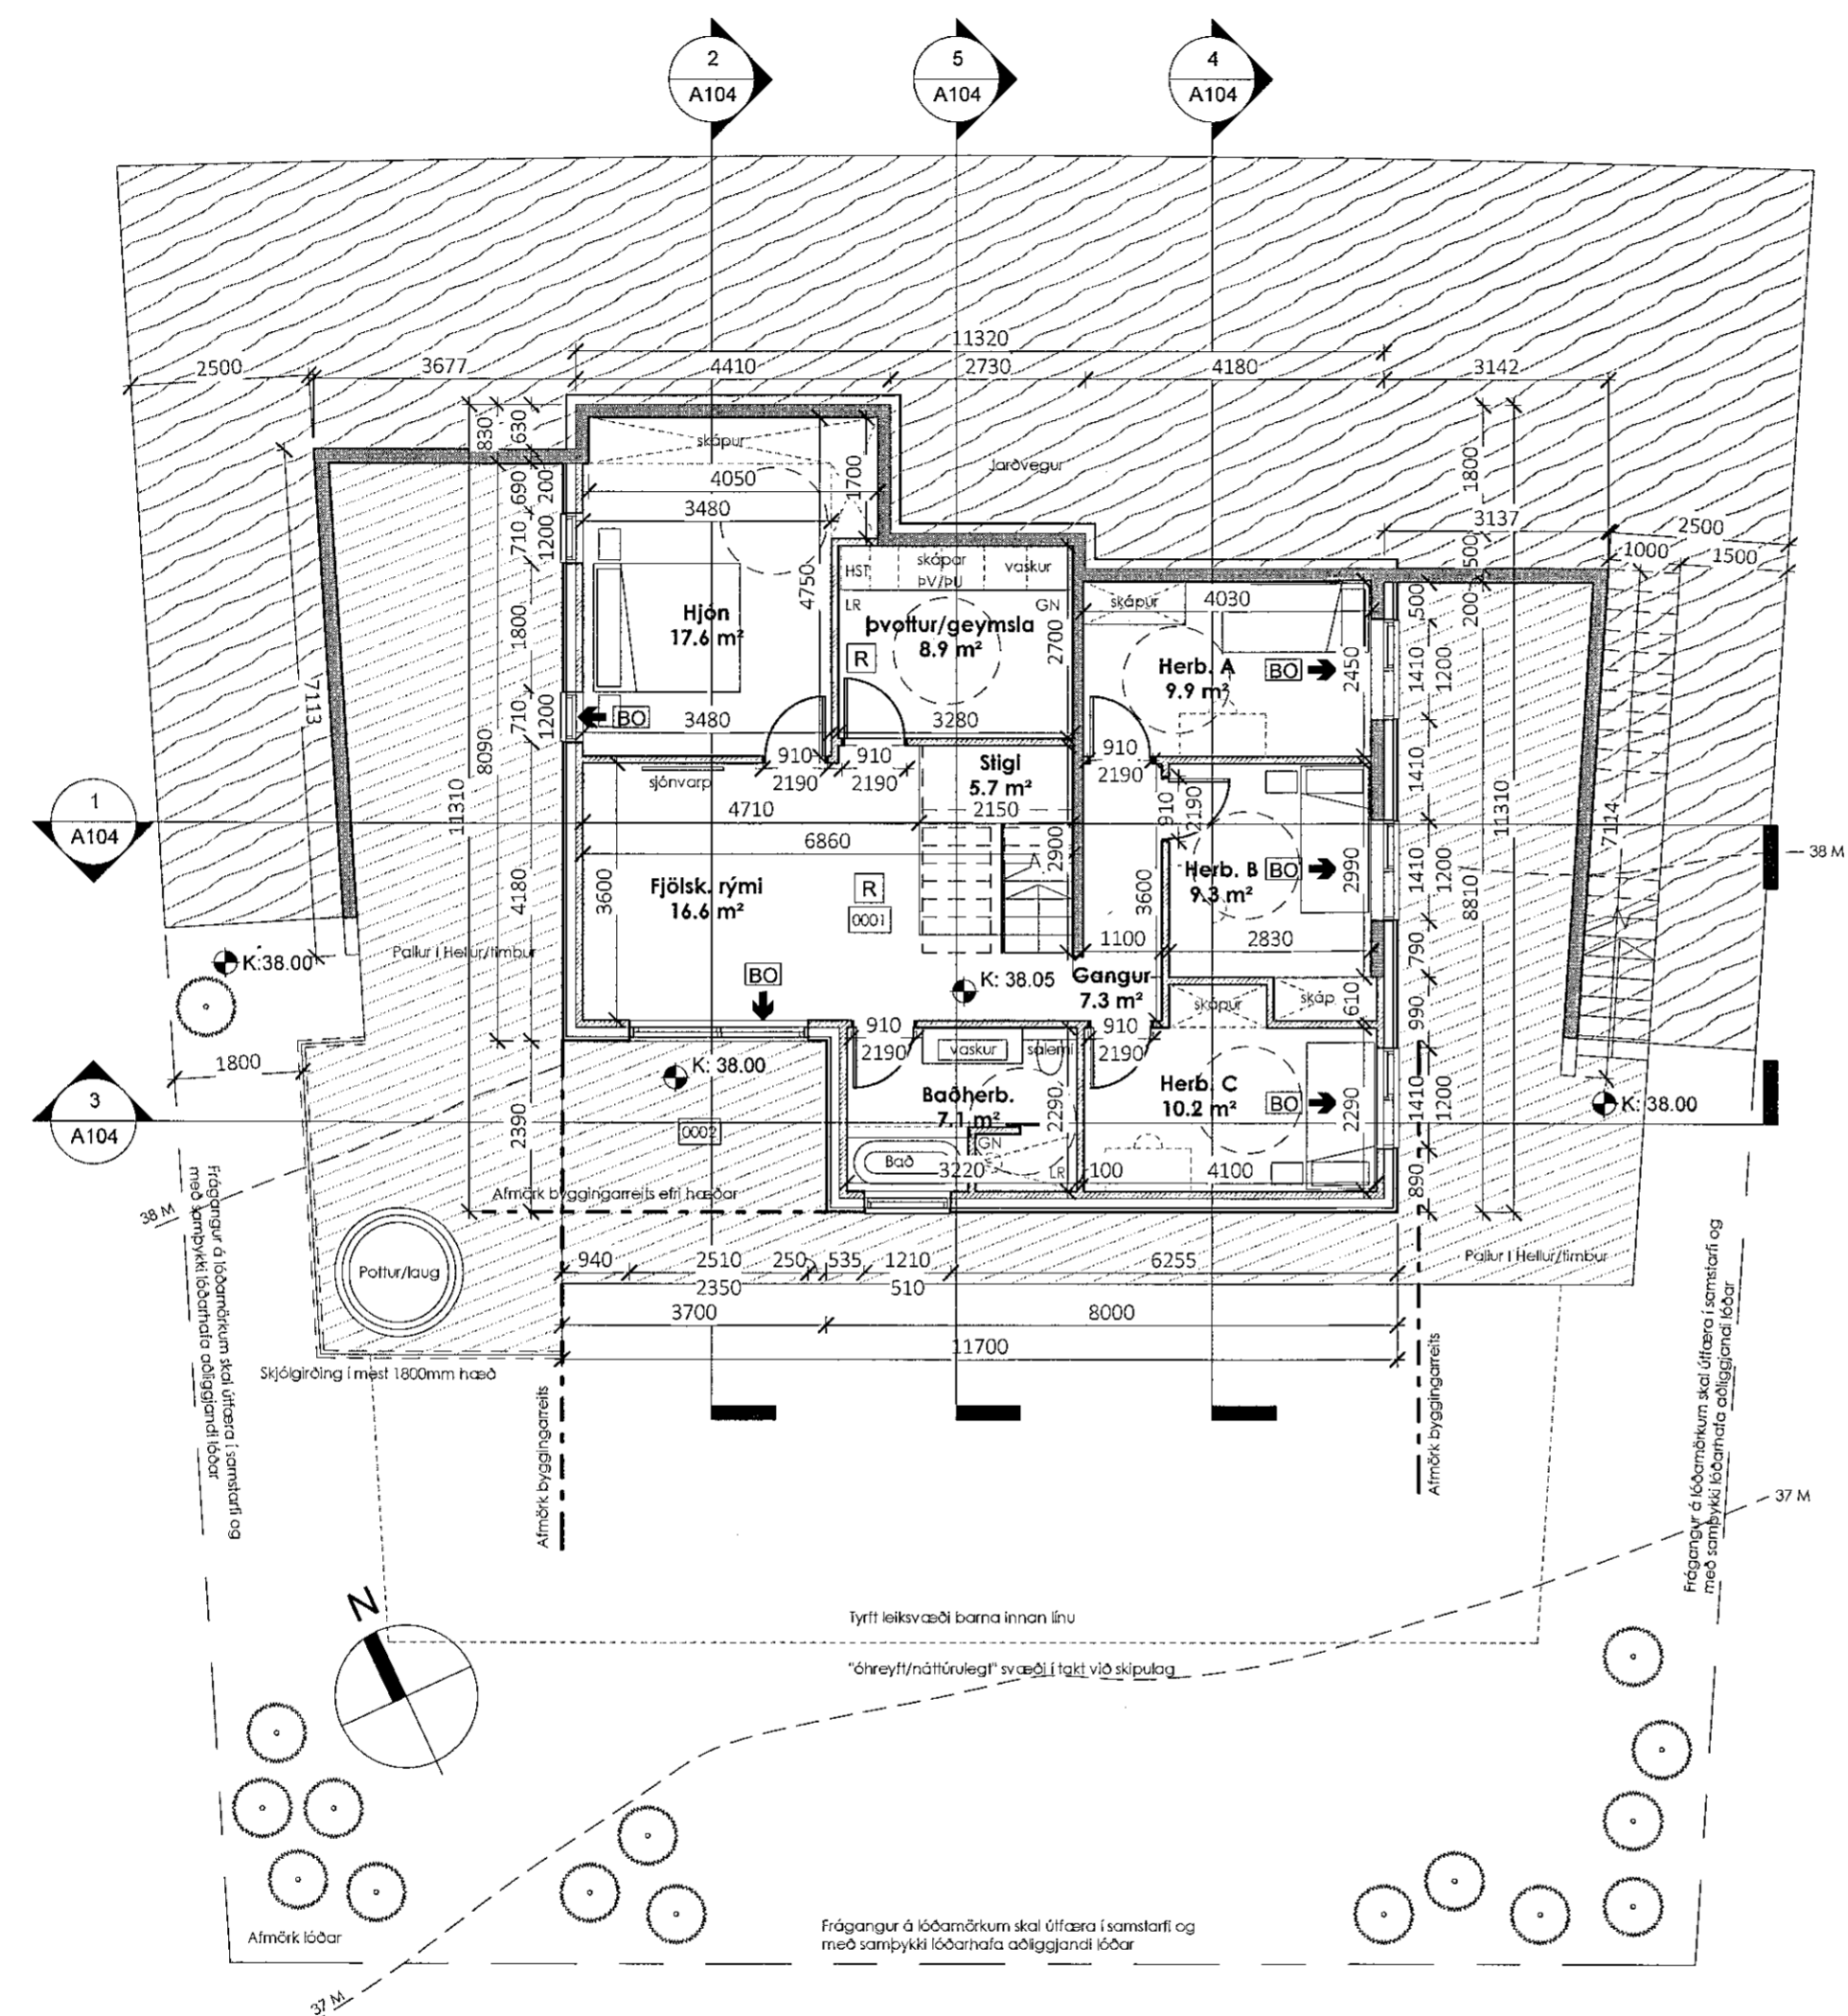 2
A104
5
A104
4
A104
11320
2500
3677
4410
2730
4180
3142
830
630
skápur
1700
Jarðvegur
1800
4050
3480
690
200
3137
2500
500
1000
1500
710
1200
HST
skápar
ÞV/ÞU
vaskur
4750
LR
GN
skápur
4030
500
200
Hjón
17.6 m²
þvottur/geymsla
8.9 m²
2700
R
Herb. A
9.9 m²
BO
2450
1410
1200
1800
7113
710
1200
BO
3480
3280
8090
11310
910
2190
910
2190
sjónvarp
Stigi
5.7 m²
910
2190
910
2190
1410
11310
1
A104
4710
2150
6860
2900
7114
38 M
Fjölsk. rými
16.6 m²
R
0001
3600
3600
Herb. B
9.3 m²
BO
2990
1410
1200
8810
4180
1100
2830
790
Pallur í Hellur/timbur
K:38.00
BO
K: 38.05
Gangur
7.3 m²
skápur
skáp.
610
990
910
2190
910
2190
vaskur
salerni
1800
K: 38.00
Baðherb.
7.1 m²
2290
Herb. C
10.2 m²
BO
2290
1410
1200
K: 38.00
3
A104
2390
0002
GN
Bað
3220
LR
100
4100
890
Afmörk byggingarreits efri hæðar
38 M
Frágangur á lóðamörkum skal útfæra í samstarfi og
með samþykki lóðarhafa aðliggjandi lóðar
Pottur/laug
940
2510
250
535
1210
6255
2350
510
3700
8000
11700
Pallur í Hellur/timbur
Skjólgirðing í mest 1800mm hæð
Afmörk byggingarreits
Afmörk byggingarreits
Frágangur á lóðamörkum skal útfæra í samstarfi og
með samþykki lóðarhafa aðliggjandi lóðar
37 M
N
Tyrft leiksvæði barna innan línu
"óhreyft/náttúrulegt" svæði í takt við skipulag
Afmörk lóðar
Frágangur á lóðamörkum skal útfæra í samstarfi og
með samþykki lóðarhafa aðliggjandi lóðar
37 M